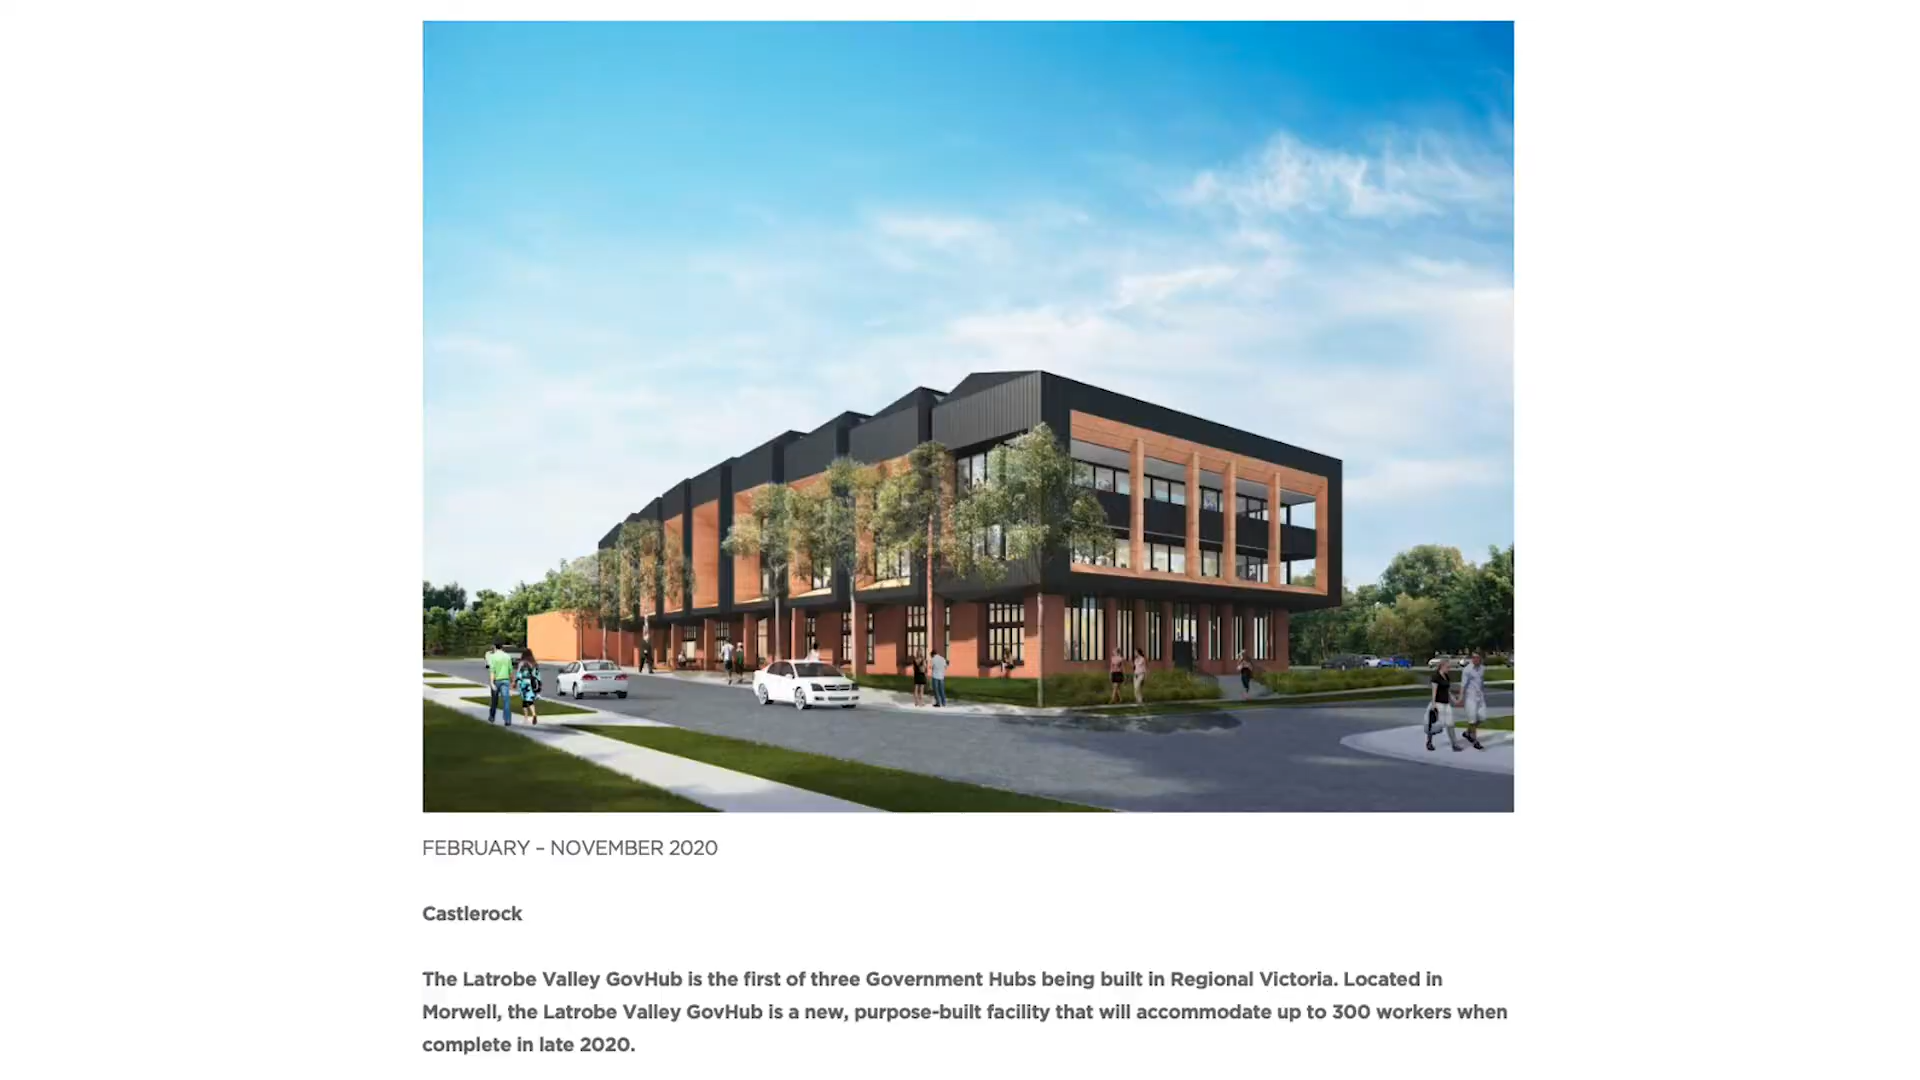 FEBRUARY – NOVEMBER 2020
Castlerock
The Latrobe Valley GovHub is the first of three Government Hubs being built in Regional Victoria. Located in
Morwell, the Latrobe Valley GovHub is a new, purpose-built facility that will accommodate up to 300 workers when
complete in late 2020.